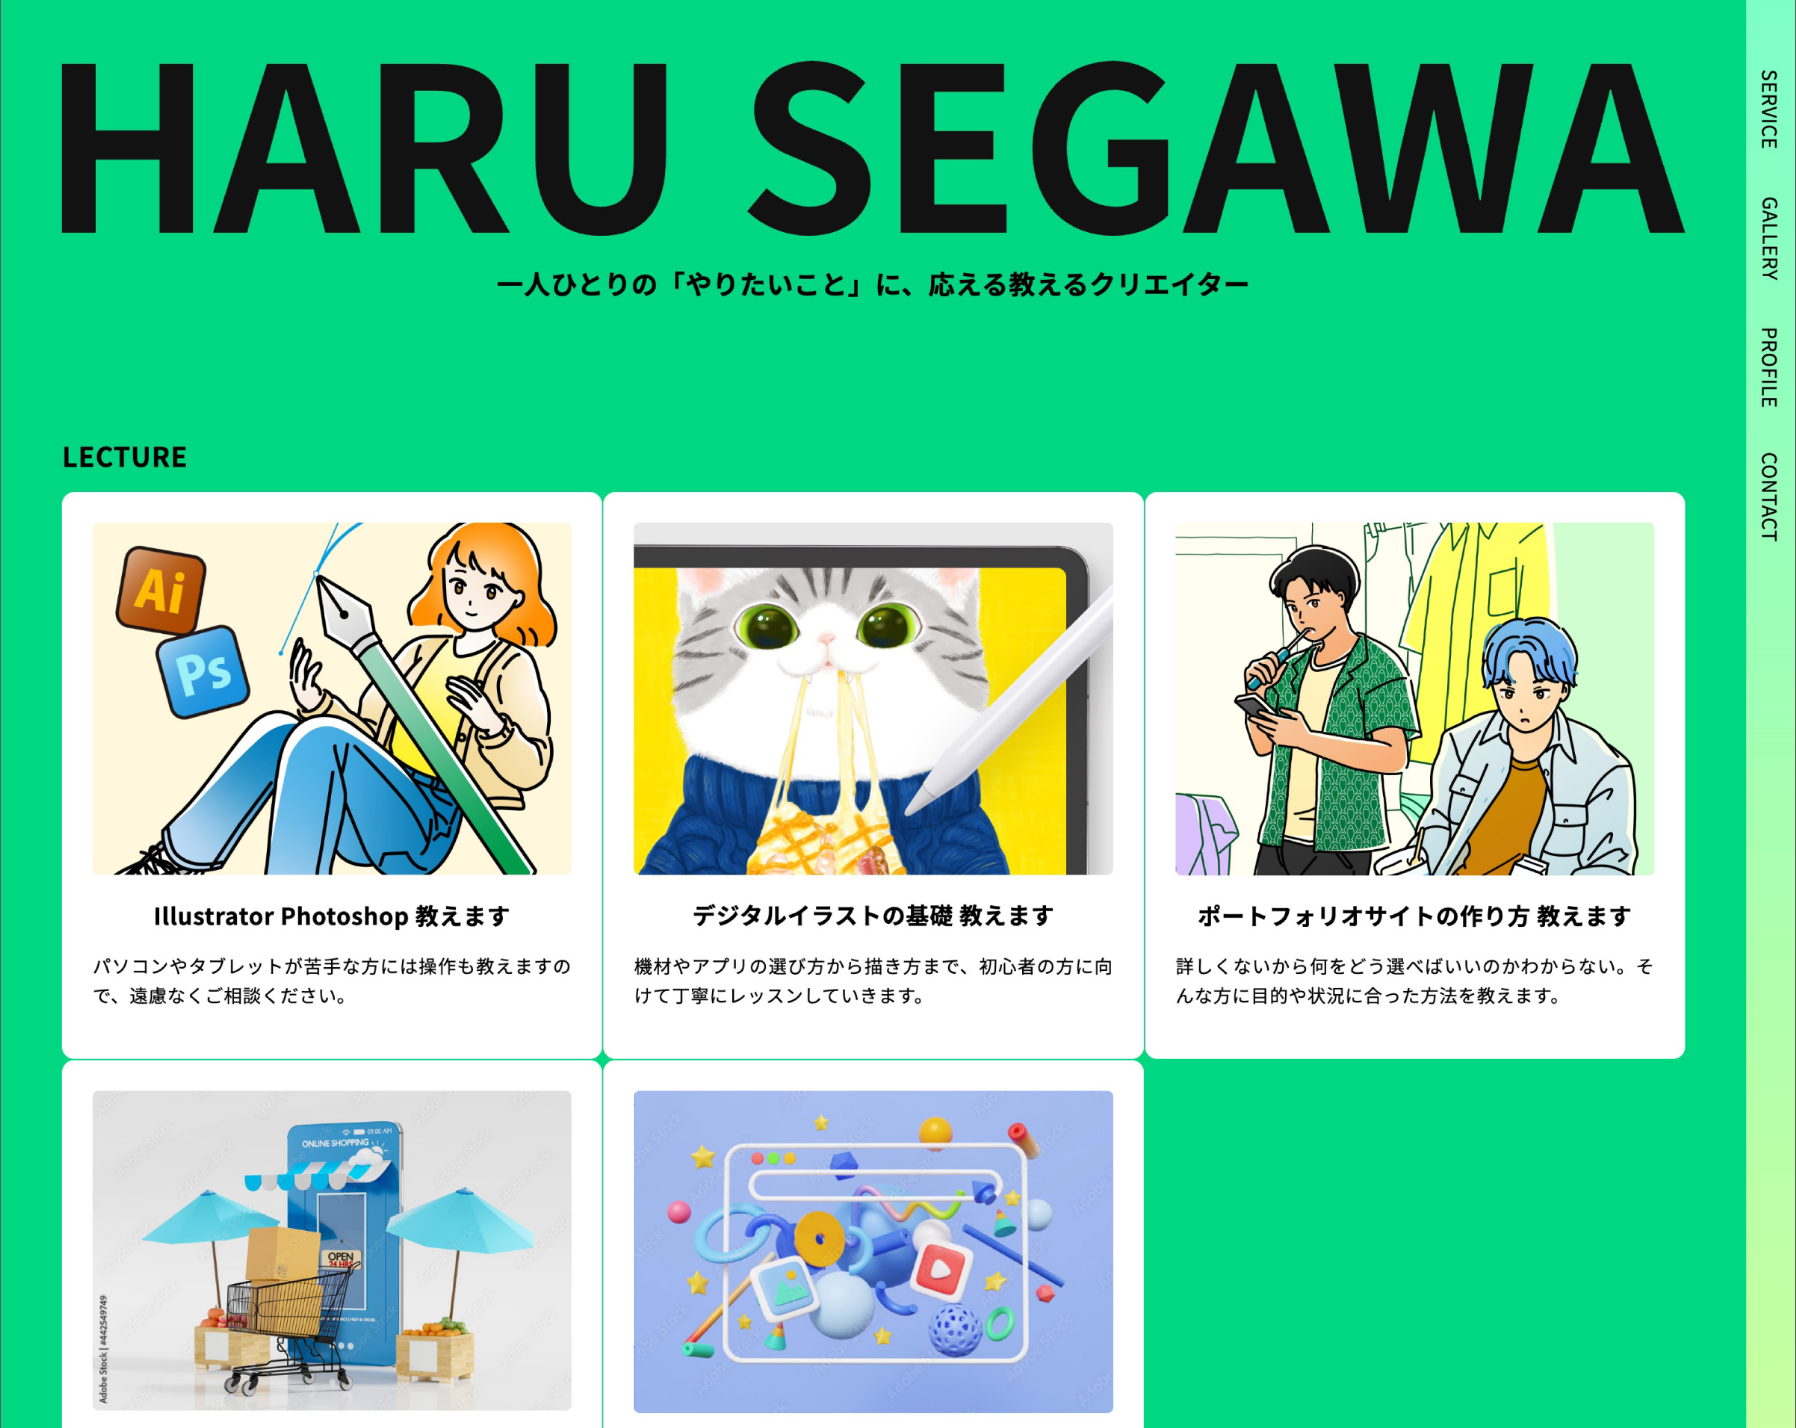 HARU SEGAWA
一人ひとりの「やりたいこと」に、応える教えるクリエイター
SERVICE
GALLERY
PROFILE
CONTACT
LECTURE
Ai
Ps
Illustrator Photoshop 教えます
パソコンやタブレットが苦手な方には操作も教えますの
で、遠慮なくご相談ください。
デジタルイラストの基礎 教えます
機材やアプリの選び方から描き方まで、初心者の方に向
けて丁寧にレッスンしていきます。
ポートフォリオサイトの作り方 教えます
詳しくないから何をどう選べばいいのかわからない。そ
んな方に目的や状況に合った方法を教えます。
09:00 AM
ONLINE SHOPPING
OPEN
24 HRS
Adobe Stock | #442549749